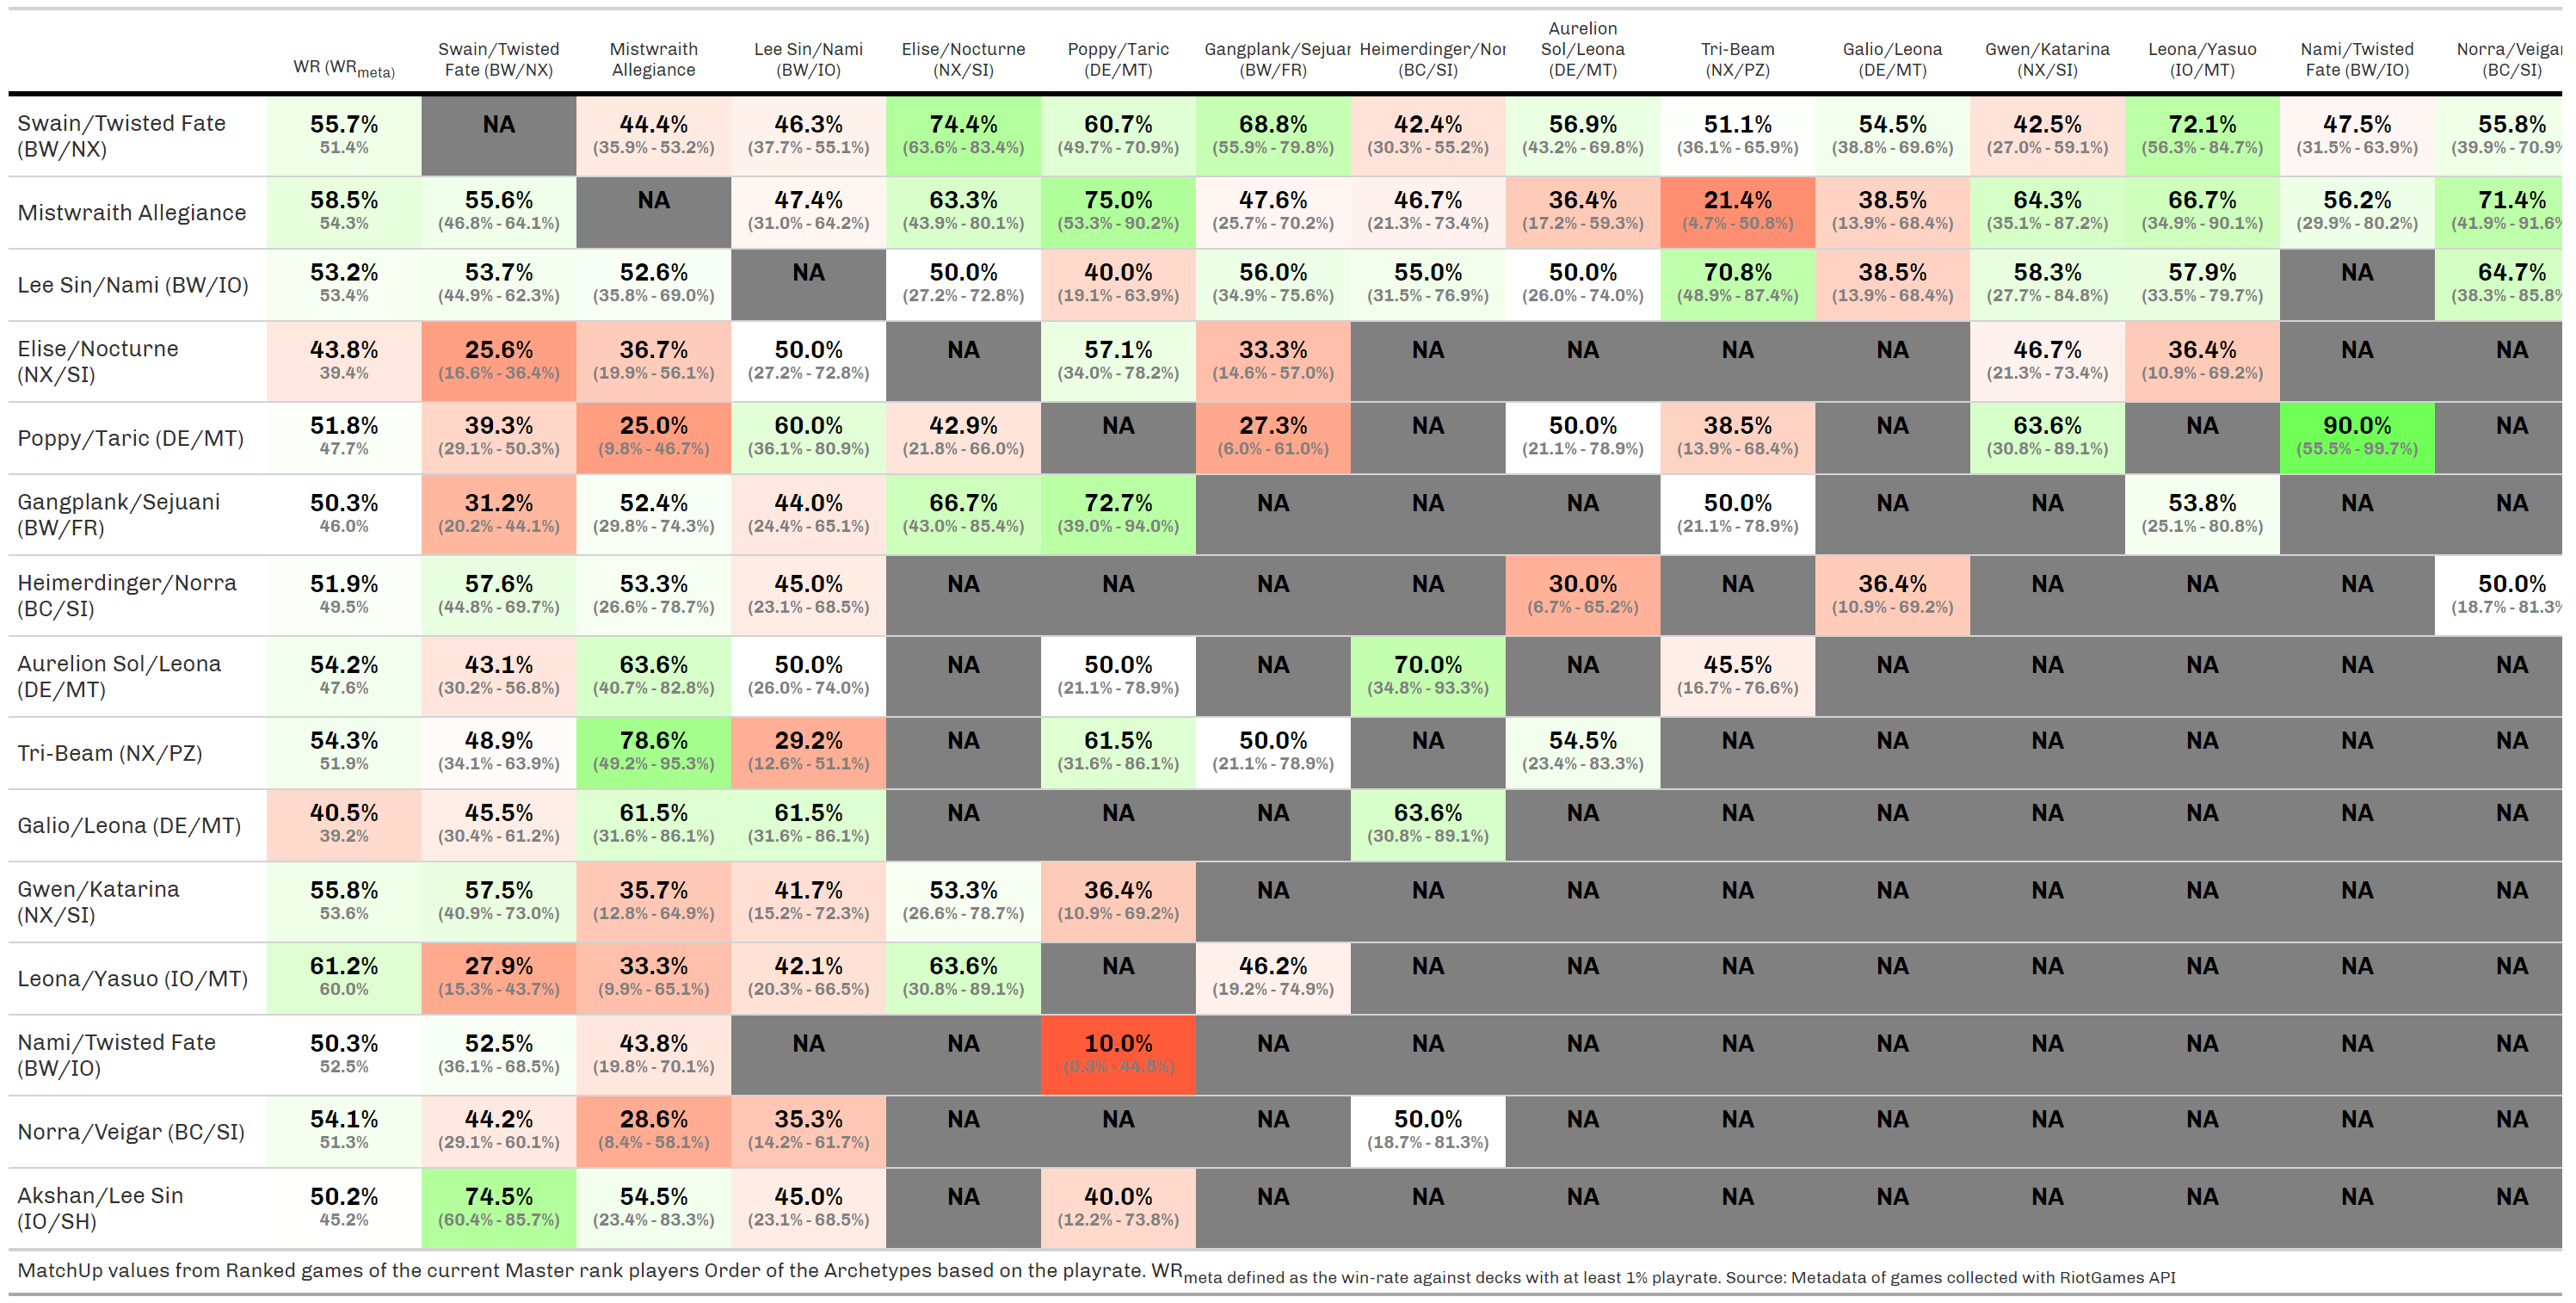 WR (WRmeta) Swain/Twisted Fate (BW/NX) Mistwraith Allegiance Lee Sin/Nami (BW/IO) Elise/Nocturne (NX/SI) Poppy/Taric (DE/MT) Gangplank/Sejuar (BW/FR) Heimerdinger/Nor (BC/SI) Aurelion Sol/Leona (DE/MT) Tri-Beam (NX/PZ) Galio/Leona (DE/MT) Gwen/Katarina (NX/SI) Leona/Yasuo (IO/MT) Nami/Twisted Fate (BW/IO) Norra/Veigar (BC/SI)
Swain/Twisted Fate (BW/NX) 55.7% NA 44.4% 46.3% 74.4% 60.7% 68.8% 42.4% 56.9% 51.1% 54.5% 42.5% 72.1% 47.5% 55.8%
51.4% (35.9% - 53.2%) (37.7% - 55.1%) (63.6% - 83.4%) (49.7% - 70.9%) (55.9% - 79.8%) (30.3% - 55.2%) (43.2% - 69.8%) (36.1% - 65.9%) (38.8% - 69.6%) (27.0% - 59.1%) (56.3% - 84.7%) (31.5% - 63.9%) (39.9% - 70.9%
Mistwraith Allegiance 58.5% 55.6% NA 47.4% 63.3% 75.0% 47.6% 46.7% 36.4% 21.4% 38.5% 64.3% 66.7% 56.2% 71.4%
54.3% (46.8% - 64.1%) (31.0% - 64.2%) (43.9% - 80.1%) (53.3% - 90.2%) (25.7% - 70.2%) (21.3% - 73.4%) (17.2% - 59.3%) (4.7% - 50.8%) (13.9% - 68.4%) (35.1% - 87.2%) (34.9% - 90.1%) (29.9% - 80.2%) (41.9% - 91.6%
Lee Sin/Nami (BW/IO) 53.2% 53.7% 52.6% NA 50.0% 40.0% 56.0% 55.0% 50.0% 70.8% 38.5% 58.3% 57.9% NA 64.7%
53.4% (44.9% - 62.3%) (35.8% - 69.0%) (27.2% - 72.8%) (19.1% - 63.9%) (34.9% - 75.6%) (31.5% - 76.9%) (26.0% - 74.0%) (48.9% - 87.4%) (13.9% - 68.4%) (27.7% - 84.8%) (33.5% - 79.7%) (38.3% - 85.8%
Elise/Nocturne (NX/SI) 43.8% 25.6% 36.7% 50.0% NA 57.1% 33.3% NA NA NA NA 46.7% 36.4% NA NA
39.4% (16.6% - 36.4%) (19.9% - 56.1%) (27.2% - 72.8%) (34.0% - 78.2%) (14.6% - 57.0%) (21.3% - 73.4%) (10.9% - 69.2%)
Poppy/Taric (DE/MT) 51.8% 39.3% 25.0% 60.0% 42.9% NA 27.3% NA 50.0% 38.5% NA 63.6% NA 90.0% NA
47.7% (29.1% - 50.3%) (9.8% - 46.7%) (36.1% - 80.9%) (21.8% - 66.0%) (6.0% - 61.0%) (21.1% - 78.9%) (13.9% - 68.4%) (30.8% - 89.1%) (55.5% - 99.7%)
Gangplank/Sejuani (BW/FR) 50.3% 31.2% 52.4% 44.0% 66.7% 72.7% NA NA NA 50.0% NA NA 53.8% NA NA
46.0% (20.2% - 44.1%) (29.8% - 74.3%) (24.4% - 65.1%) (43.0% - 85.4%) (39.0% - 94.0%) (21.1% - 78.9%) (25.1% - 80.8%)
Heimerdinger/Norra (BC/SI) 51.9% 57.6% 53.3% 45.0% NA NA NA NA 30.0% NA 36.4% NA NA NA 50.0%
49.5% (44.8% - 69.7%) (26.6% - 78.7%) (23.1% - 68.5%) (6.7% - 65.2%) (10.9% - 69.2%) (18.7% - 81.3%
Aurelion Sol/Leona (DE/MT) 54.2% 43.1% 63.6% 50.0% NA 50.0% NA 70.0% NA 45.5% NA NA NA NA NA
47.6% (30.2% - 56.8%) (40.7% - 82.8%) (26.0% - 74.0%) (21.1% - 78.9%) (34.8% - 93.3%) (16.7% - 76.6%)
Tri-Beam (NX/PZ) 54.3% 48.9% 78.6% 29.2% NA 61.5% 50.0% NA 54.5% NA NA NA NA NA NA
51.9% (34.1% - 63.9%) (49.2% - 95.3%) (12.6% - 51.1%) (31.6% - 86.1%) (21.1% - 78.9%) (23.4% - 83.3%)
Galio/Leona (DE/MT) 40.5% 45.5% 61.5% 61.5% NA NA NA 63.6% NA NA NA NA NA NA NA
39.2% (30.4% - 61.2%) (31.6% - 86.1%) (31.6% - 86.1%) (30.8% - 89.1%)
Gwen/Katarina (NX/SI) 55.8% 57.5% 35.7% 41.7% 53.3% 36.4% NA NA NA NA NA NA NA NA NA
53.6% (40.9% - 73.0%) (12.8% - 64.9%) (15.2% - 72.3%) (26.6% - 78.7%) (10.9% - 69.2%)
Leona/Yasuo (IO/MT) 61.2% 27.9% 33.3% 42.1% 63.6% NA 46.2% NA NA NA NA NA NA NA NA
60.0% (15.3% - 43.7%) (9.9% - 65.1%) (20.3% - 66.5%) (30.8% - 89.1%) (19.2% - 74.9%)
Nami/Twisted Fate (BW/IO) 50.3% 52.5% 43.8% NA NA 10.0% NA NA NA NA NA NA NA NA NA
52.5% (36.1% - 68.5%) (19.8% - 70.1%) (0.3% - 44.5%)
Norra/Veigar (BC/SI) 54.1% 44.2% 28.6% 35.3% NA NA NA 50.0% NA NA NA NA NA NA NA
51.3% (29.1% - 60.1%) (8.4% - 58.1%) (14.2% - 61.7%) (18.7% - 81.3%)
Akshan/Lee Sin (IO/SH) 50.2% 74.5% 54.5% 45.0% NA 40.0% NA NA NA NA NA NA NA NA NA
45.2% (60.4% - 85.7%) (23.4% - 83.3%) (23.1% - 68.5%) (12.2% - 73.8%)
MatchUp values from Ranked games of the current Master rank players Order of the Archetypes based on the playrate. WRmeta defined as the win-rate against decks with at least 1% playrate. Source: Metadata of games collected with RiotGames API